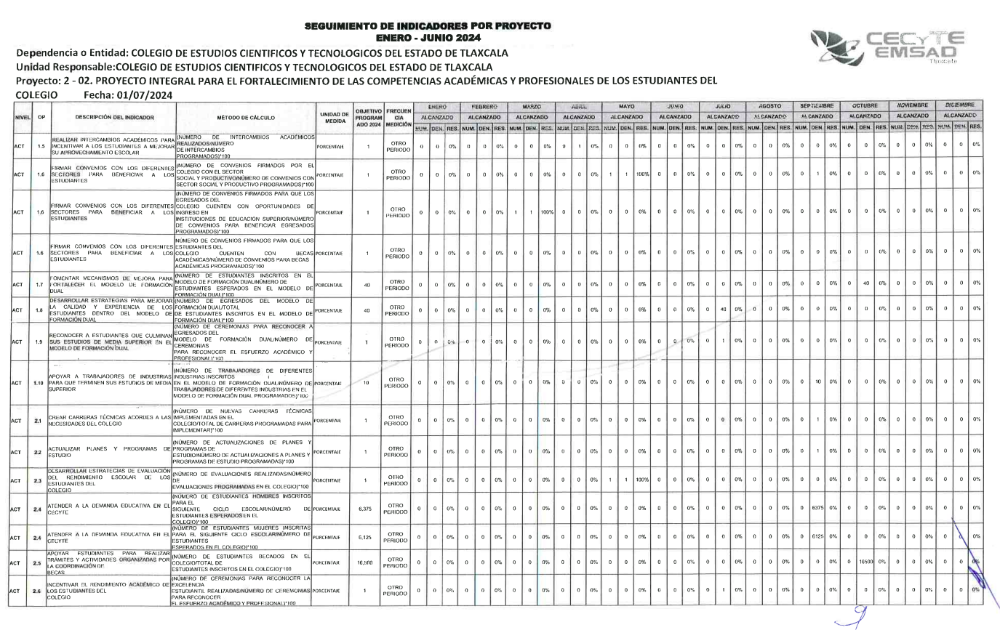 SEGUIMIENTO DE INDICADORES POR PROYECTO
ENERO - JUNIO 2024
CECyTE
EMSAD
Tlaxcala
Dependencia o Entidad: COLEGIO DE ESTUDIOS CIENTIFICOS Y TECNOLOGICOS DEL ESTADO DE TLAXCALA
Unidad Responsable:COLEGIO DE ESTUDIOS CIENTIFICOS Y TECNOLOGICOS DEL ESTADO DE TLAXCALA
Proyecto: 2 - 02. PROYECTO INTEGRAL PARA EL FORTALECIMIENTO DE LAS COMPETENCIAS ACADÉMICAS Y PROFESIONALES DE LOS ESTUDIANTES DEL
COLEGIO Fecha: 01/07/2024
NIVEL OP DESCRIPCIÓN DEL INDICADOR MÉTODO DE CÁLCULO UNIDAD DE MEDIDA OBJETIVO PROGRAM ADO 2024 FRECUEN CIA MEDICIÓN ENERO FEBRERO MARZO ABRIL MAYO JUNIO JULIO AGOSTO SEPTIEMBRE OCTUBRE NOVIEMBRE DICIEMBRE
ALCANZADO ALCANZADO ALCANZADO ALCANZADO ALCANZADO ALCANZADO ALCANZADO ALCANZADO ALCANZADO ALCANZADO ALCANZADO ALCANZADO
NUM. DEN. RES. NUM. DEN. RES. NUM. DEN. RES. NUM. DEN. RES. NUM. DEN. RES. NUM. DEN. RES. NUM. DEN. RES. NUM. DEN. RES. NUM. DEN. RES. NUM. DEN. RES. NUM. DEN. RES. NUM. DEN. RES.
ACT 1.5 REALIZAR INTERCAMBIOS ACADÉMICOS PARA INCENTIVAR A LOS ESTUDIANTES A MEJORAR SU APROVECHAMIENTO ESCOLAR (NÚMERO DE INTERCAMBIOS ACADÉMICOS REALIZADOS/NÚMERO DE INTERCAMBIOS PROGRAMADOS)*100 PORCENTAJE 1 OTRO PERIODO 0 0 0% 0 0 0% 0 0 0% 0 1 0% 0 0 0% 0 0 0% 0 0 0% 0 0 0% 0 0 0% 0 0 0% 0 0 0% 0 0 0%
ACT 1.6 FIRMAR CONVENIOS CON LOS DIFERENTES SECTORES PARA BENEFICIAR A LOS ESTUDIANTES (NÚMERO DE CONVENIOS FIRMADOS POR EL COLEGIO CON EL SECTOR SOCIAL Y PRODUCTIVO/NÚMERO DE CONVENIOS CON SECTOR SOCIAL Y PRODUCTIVO PROGRAMADOS)*100 PORCENTAJE 1 OTRO PERIODO 0 0 0% 0 0 0% 0 0 0% 0 0 0% 1 1 100% 0 0 0% 0 0 0% 0 0 0% 0 1 0% 0 0 0% 0 0 0% 0 0 0%
ACT 1.6 FIRMAR CONVENIOS CON LOS DIFERENTES SECTORES PARA BENEFICIAR A LOS ESTUDIANTES (NÚMERO DE CONVENIOS FIRMADOS PARA QUE LOS EGRESADOS DEL COLEGIO CUENTEN CON OPORTUNIDADES DE INGRESO EN INSTITUCIONES DE EDUCACIÓN SUPERIOR/NÚMERO DE CONVENIOS PARA BENEFICIAR EGRESADOS PROGRAMADOS)*100 PORCENTAJE 1 OTRO PERIODO 0 0 0% 0 0 0% 1 1 100% 0 0 0% 0 0 0% 0 0 0% 0 0 0% 0 0 0% 0 0 0% 0 0 0% 0 0 0% 0 0 0%
ACT 1.6 FIRMAR CONVENIOS CON LOS DIFERENTES SECTORES PARA BENEFICIAR A LOS ESTUDIANTES NÚMERO DE CONVENIOS FIRMADOS PARA QUE LOS ESTUDIANTES DEL COLEGIO CUENTEN CON BECAS ACADÉMICAS/NÚMERO DE CONVENIOS PARA BECAS ACADÉMICAS PROGRAMADOS)*100 PORCENTAJE 1 OTRO PERIODO 0 0 0% 0 0 0% 0 0 0% 0 0 0% 0 0 0% 0 0 0% 0 0 0% 0 0 0% 0 1 0% 0 0 0% 0 0 0% 0 0 0%
ACT 1.7 FOMENTAR MECANISMOS DE MEJORA PARA FORTALECER EL MODELO DE FORMACIÓN DUAL (NÚMERO DE ESTUDIANTES INSCRITOS EN EL MODELO DE FORMACIÓN DUAL/NÚMERO DE ESTUDIANTES ESPERADOS EN EL MODELO DE FORMACIÓN DUAL)*100 PORCENTAJE 40 OTRO PERIODO 0 0 0% 0 0 0% 0 0 0% 0 0 0% 0 0 0% 0 0 0% 0 0 0% 0 0 0% 0 0 0% 0 40 0% 0 0 0% 0 0 0%
ACT 1.8 DESARROLLAR ESTRATEGIAS PARA MEJORAR LA CALIDAD Y EXPERIENCIA DE LOS ESTUDIANTES DENTRO DEL MODELO DE FORMACIÓN DUAL (NÚMERO DE EGRESADOS DEL MODELO DE FORMACIÓN DUAL/TOTAL DE ESTUDIANTES INSCRITOS EN EL MODELO DE FORMACIÓN DUAL)*100 PORCENTAJE 40 OTRO PERIODO 0 0 0% 0 0 0% 0 0 0% 0 0 0% 0 0 0% 0 0 0% 0 40 0% 0 0 0% 0 0 0% 0 0 0% 0 0 0% 0 0 0%
ACT 1.9 RECONOCER A ESTUDIANTES QUE CULMINAN SUS ESTUDIOS DE MEDIA SUPERIOR EN EL MODELO DE FORMACIÓN DUAL (NÚMERO DE CEREMONIAS PARA RECONOCER A EGRESADOS DEL MODELO DE FORMACIÓN DUAL/NÚMERO DE CEREMONIAS PARA RECONOCER EL ESFUERZO ACADÉMICO Y PROFESIONAL)*100 PORCENTAJE 1 OTRO PERIODO 0 0 0% 0 0 0% 0 0 0% 0 0 0% 0 0 0% 0 0 0% 0 1 0% 0 0 0% 0 0 0% 0 0 0% 0 0 0% 0 0 0%
ACT 1.10 APOYAR A TRABAJADORES DE INDUSTRIAS PARA QUE TERMINEN SUS ESTUDIOS DE MEDIA SUPERIOR (NÚMERO DE TRABAJADORES DE DIFERENTES INDUSTRIAS INSCRITOS EN EL MODELO DE FORMACIÓN DUAL/NÚMERO DE TRABAJADORES DE DIFERENTES INDUSTRIAS EN EL MODELO DE FORMACIÓN DUAL PROGRAMADOS)*100 PORCENTAJE 10 OTRO PERIODO 0 0 0% 0 0 0% 0 0 0% 0 0 0% 0 0 0% 0 0 0% 0 0 0% 0 0 0% 0 10 0% 0 0 0% 0 0 0% 0 0 0%
ACT 2.1 CREAR CARRERAS TÉCNICAS ACORDES A LAS NECESIDADES DEL COLEGIO (NÚMERO DE NUEVAS CARRERAS TÉCNICAS IMPLEMENTADAS EN EL COLEGIO/TOTAL DE CARRERAS PROGRAMADAS PARA IMPLEMENTAR)*100 PORCENTAJE 1 OTRO PERIODO 0 0 0% 0 0 0% 0 0 0% 0 0 0% 0 0 0% 0 0 0% 0 0 0% 0 0 0% 0 1 0% 0 0 0% 0 0 0% 0 0 0%
ACT 2.2 ACTUALIZAR PLANES Y PROGRAMAS DE ESTUDIO (NÚMERO DE ACTUALIZACIONES DE PLANES Y PROGRAMAS DE ESTUDIO/NÚMERO DE ACTUALIZACIONES A PLANES Y PROGRAMAS DE ESTUDIO PROGRAMADAS)*100 PORCENTAJE 1 OTRO PERIODO 0 0 0% 0 0 0% 0 0 0% 0 0 0% 0 0 0% 0 0 0% 0 0 0% 0 0 0% 0 1 0% 0 0 0% 0 0 0% 0 0 0%
ACT 2.3 DESARROLLAR ESTRATEGIAS DE EVALUACIÓN DEL RENDIMIENTO ESCOLAR DE LOS ESTUDIANTES DEL COLEGIO (NÚMERO DE EVALUACIONES REALIZADAS/NÚMERO DE EVALUACIONES PROGRAMADAS EN EL COLEGIO)*100 PORCENTAJE 1 OTRO PERIODO 0 0 0% 0 0 0% 0 0 0% 0 0 0% 1 1 100% 0 0 0% 0 0 0% 0 0 0% 0 0 0% 0 0 0% 0 0 0% 0 0 0%
ACT 2.4 ATENDER A LA DEMANDA EDUCATIVA EN EL CECYTE (NÚMERO DE ESTUDIANTES HOMBRES INSCRITOS PARA EL SIGUIENTE CICLO ESCOLAR/NÚMERO DE ESTUDIANTES ESPERADOS EN EL COLEGIO)*100 PORCENTAJE 6,375 OTRO PERIODO 0 0 0% 0 0 0% 0 0 0% 0 0 0% 0 0 0% 0 0 0% 0 0 0% 0 0 0% 0 6375 0% 0 0 0% 0 0 0% 0 0 0%
ACT 2.4 ATENDER A LA DEMANDA EDUCATIVA EN EL CECYTE (NÚMERO DE ESTUDIANTES MUJERES INSCRITAS PARA EL SIGUIENTE CICLO ESCOLAR/NÚMERO DE ESTUDIANTES ESPERADOS EN EL COLEGIO)*100 PORCENTAJE 6,125 OTRO PERIODO 0 0 0% 0 0 0% 0 0 0% 0 0 0% 0 0 0% 0 0 0% 0 0 0% 0 0 0% 0 6125 0% 0 0 0% 0 0 0% 0 0 0%
ACT 2.5 APOYAR ESTUDIANTES PARA REALIZAR TRÁMITES Y ACTIVIDADES ORGANIZADAS POR LA COORDINACIÓN DE BECAS (NÚMERO DE ESTUDIANTES BECADOS EN EL COLEGIO/TOTAL DE ESTUDIANTES INSCRITOS EN EL COLEGIO)*100 PORCENTAJE 16,500 OTRO PERIODO 0 0 0% 0 0 0% 0 0 0% 0 0 0% 0 0 0% 0 0 0% 0 0 0% 0 0 0% 0 0 0% 0 16500 0% 0 0 0% 0 0 0%
ACT 2.6 INCENTIVAR EL RENDIMIENTO ACADÉMICO DE LOS ESTUDIANTES DEL COLEGIO (NÚMERO DE CEREMONIAS PARA RECONOCER LA EXCELENCIA ESTUDIANTIL REALIZADAS/NÚMERO DE CEREMONIAS PARA RECONOCER EL ESFUERZO ACADÉMICO Y PROFESIONAL)*100 PORCENTAJE 1 OTRO PERIODO 0 0 0% 0 0 0% 0 0 0% 0 0 0% 0 0 0% 0 0 0% 0 1 0% 0 0 0% 0 0 0% 0 0 0% 0 0 0% 0 0 0%